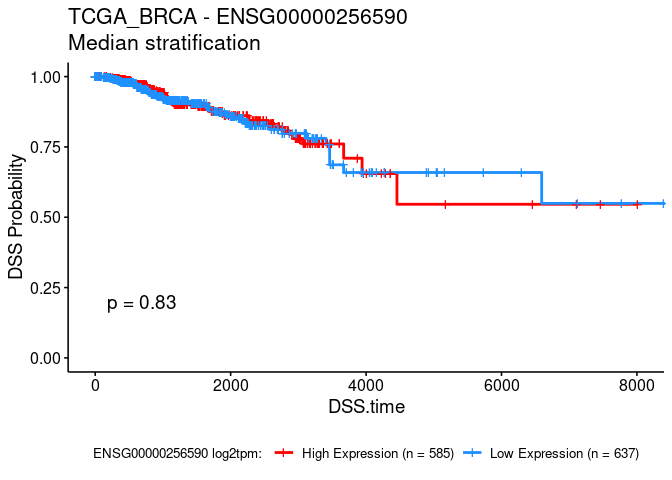 TCGA_BRCA - ENSG00000256590
Median stratification
1.00
0.75
0.50
0.25
0.00
DSS Probability
p = 0.83
0 2000 4000 6000 8000
DSS.time
ENSG00000256590 log2tpm: High Expression (n = 585) Low Expression (n = 637)